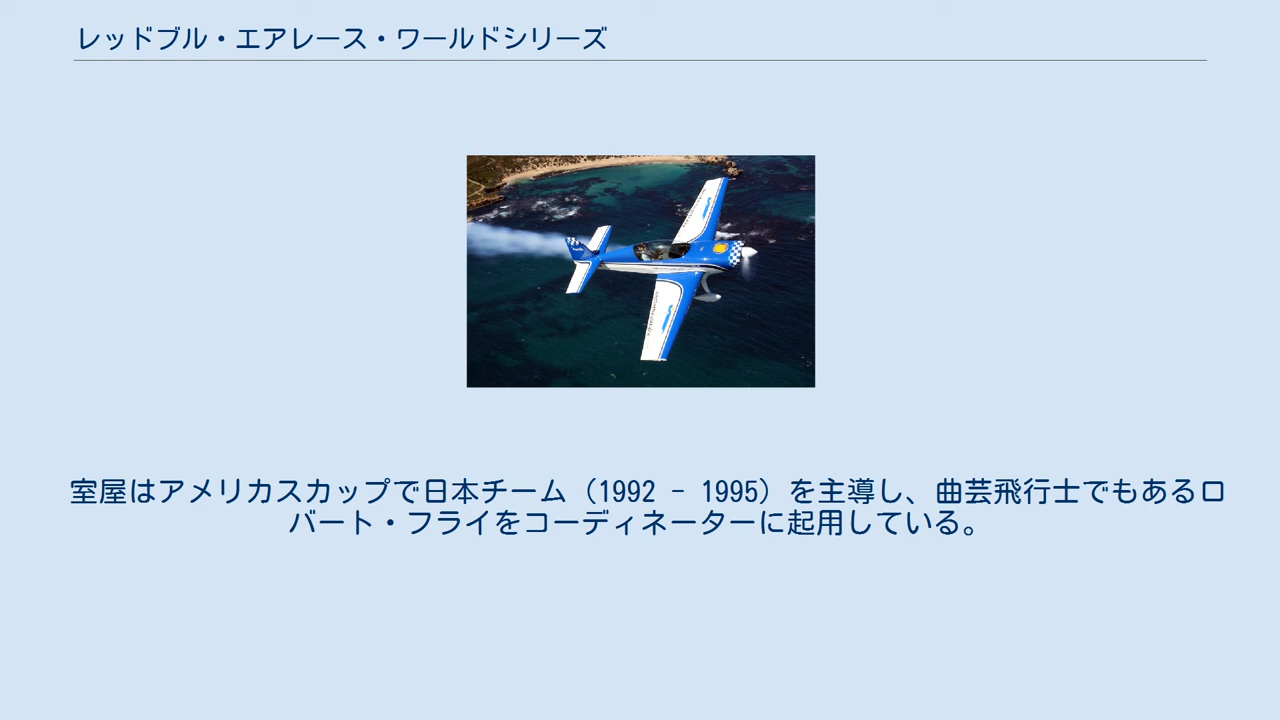 レッドブル・エアレース・ワールドシリーズ
室屋はアメリカスカップで日本チーム（1992 - 1995）を主導し、曲芸飛行士でもあるロ
バート・フライをコーディネーターに起用している。